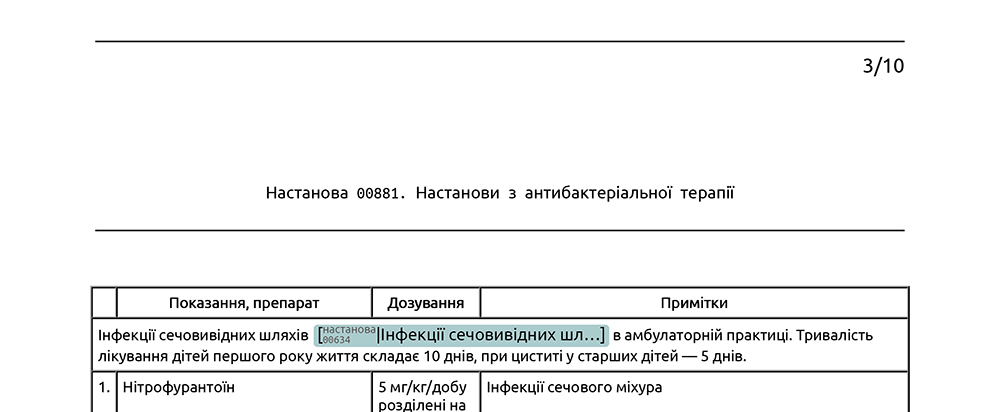 3/10
Настанова 00881. Настанови з антибактеріальної терапії
Показання, препарат Дозування Примітки
Інфекції сечовивідних шляхів [настанова 00634|Інфекції сечовивідних шл…] в амбулаторній практиці. Тривалість
лікування дітей першого року життя складає 10 днів, при циститі у старших дітей — 5 днів.
1. Нітрофурантоїн 5 мг/кг/добу Інфекції сечового міхура
розділені на